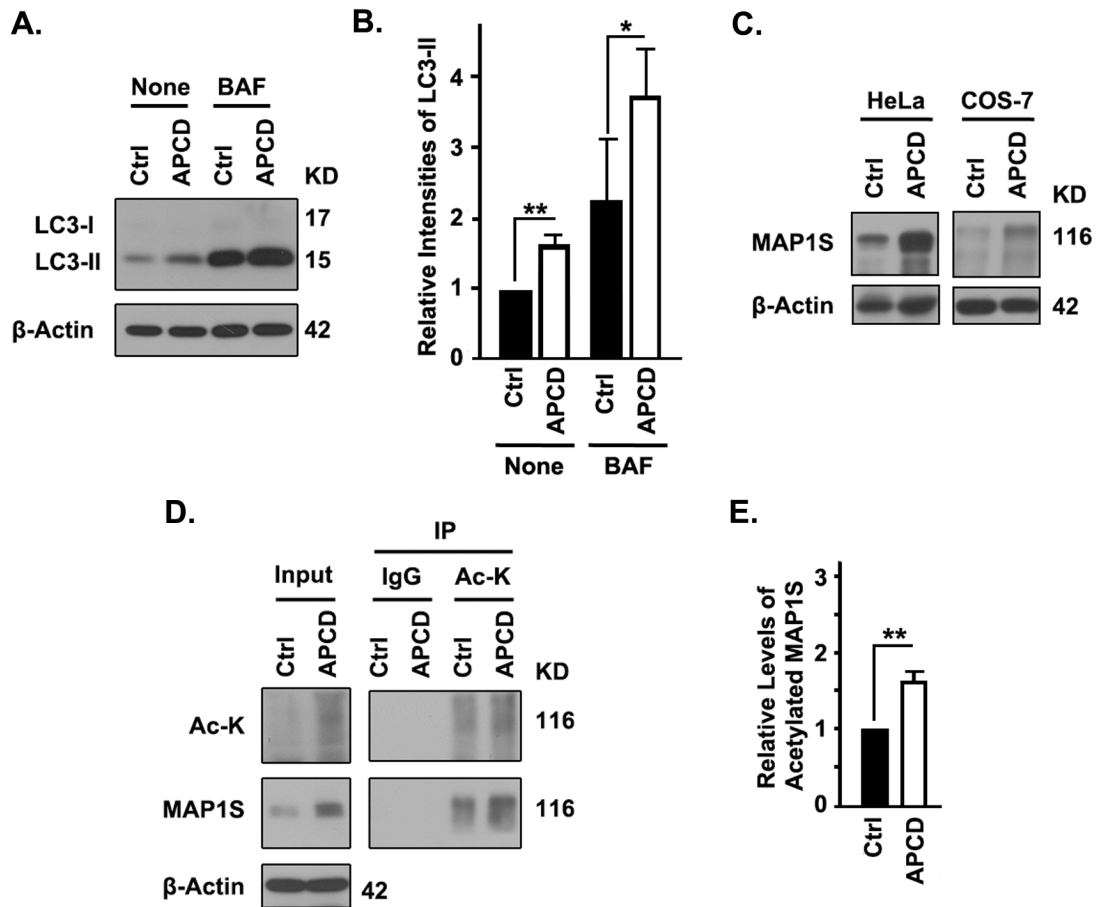 A.
None BAF
Ctrl APCD Ctrl APCD KD
LC3-I 17
LC3-II 15
β-Actin 42
B.
Relative Intensities of LC3-II
4
3
2
1
0
*
**
Ctrl APCD Ctrl APCD
None BAF
C.
HeLa COS-7
Ctrl APCD Ctrl APCD KD
MAP1S 116
β-Actin 42
D.
IP
Input IgG Ac-K
Ctrl APCD Ctrl APCD Ctrl APCD KD
Ac-K 116
MAP1S 116
β-Actin 42
E.
Relative Levels of
Acetylated MAP1S
3
2
1
0
**
Ctrl APCD